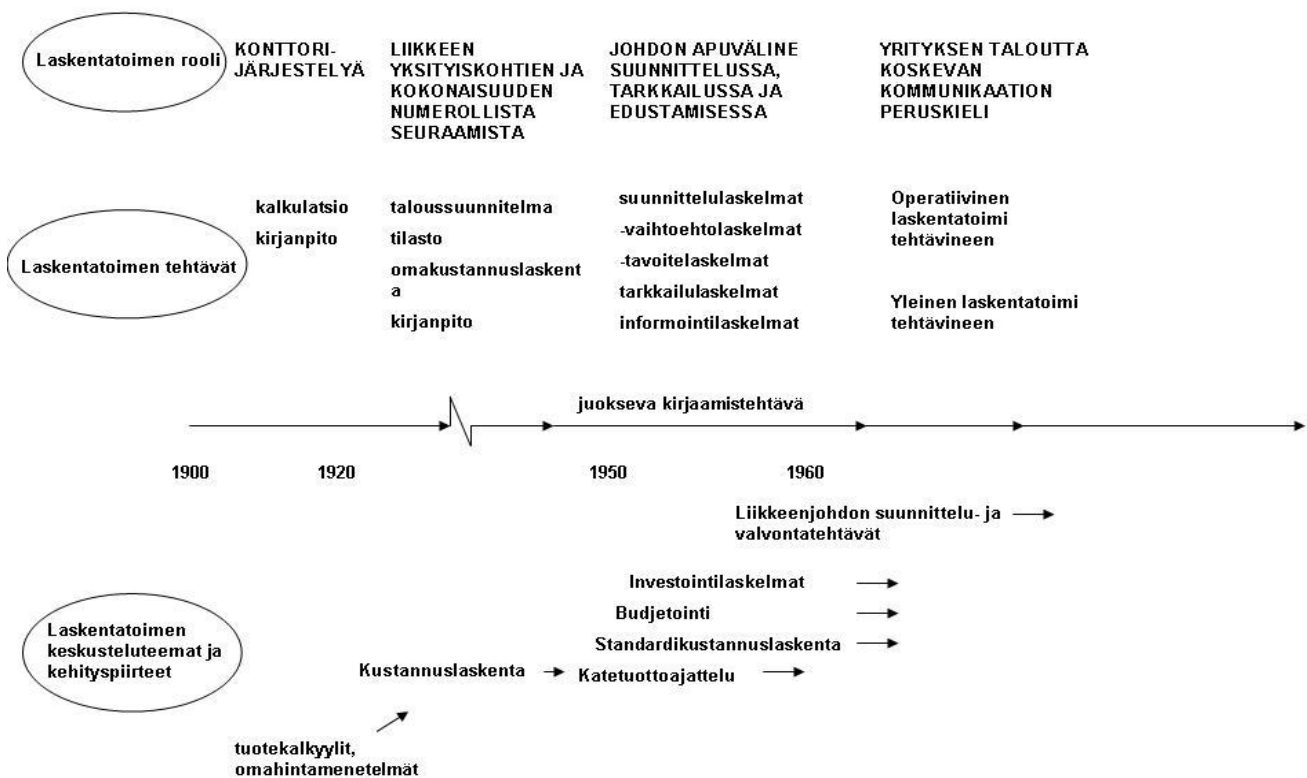 Laskentatoimen rooli
KONTTORI-
JÄRJESTELYÄ
LIIKKEEN
YKSITYISKOHTIEN JA
KOKONAISUUDEN
NUMEROLLISTA
SEURAAMISTA
JOHDON APUVÄLINE
SUUNNITTELUSSA,
TARKKAILUSSA JA
EDUSTAMISESSA
YRITYKSEN TALOUTTA
KOSKEVAN
KOMMUNIKAATION
PERUSKIELI
Laskentatoimen tehtävät
kalkulatsio
kirjanpito
taloussuunnitelma
tilasto
omakustannuslaskent
a
kirjanpito
suunnittelulaskelmat
-vaihtoehtolaskelmat
-tavoitelaskelmat
tarkkailulaskelmat
informointilaskelmat
Operatiivinen
laskentatoimi
tehtävineen
Yleinen laskentatoimi
tehtävineen
juokseva kirjaamistehtävä
1900
1920
1950
1960
Liikkeenjohdon suunnittelu- ja
valvontatehtävät
Investointilaskelmat
Budjetointi
Standardikustannuslaskenta
Laskentatoimen
keskusteluteemat ja
kehityspiirteet
Kustannuslaskenta
Katetuottoajattelu
tuotekalkyylit,
omahintamenetelmät